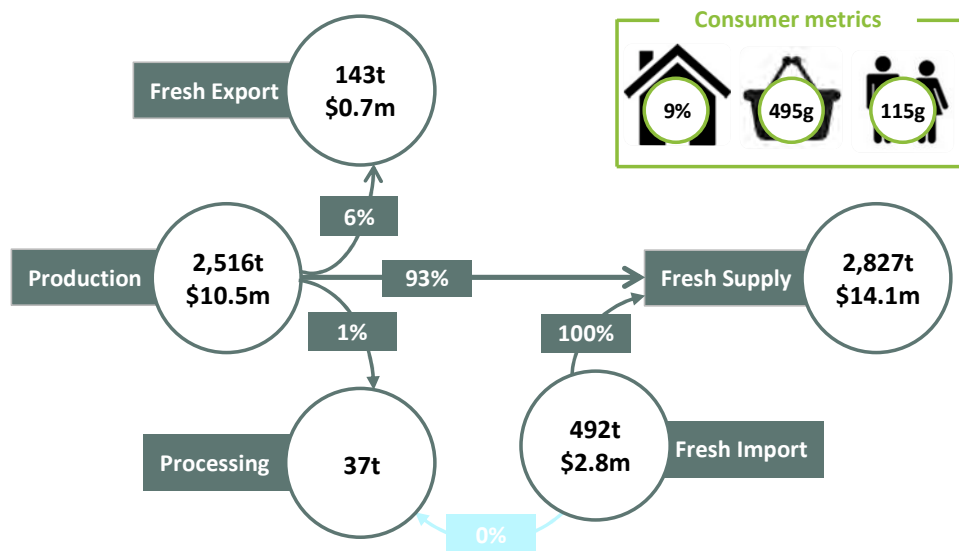 Consumer metrics
9%
495g
115g
Fresh Export
143t
$0.7m
6%
Production
2,516t
$10.5m
93%
Fresh Supply
2,827t
$14.1m
1%
100%
Processing
37t
492t
$2.8m
Fresh Import
0%